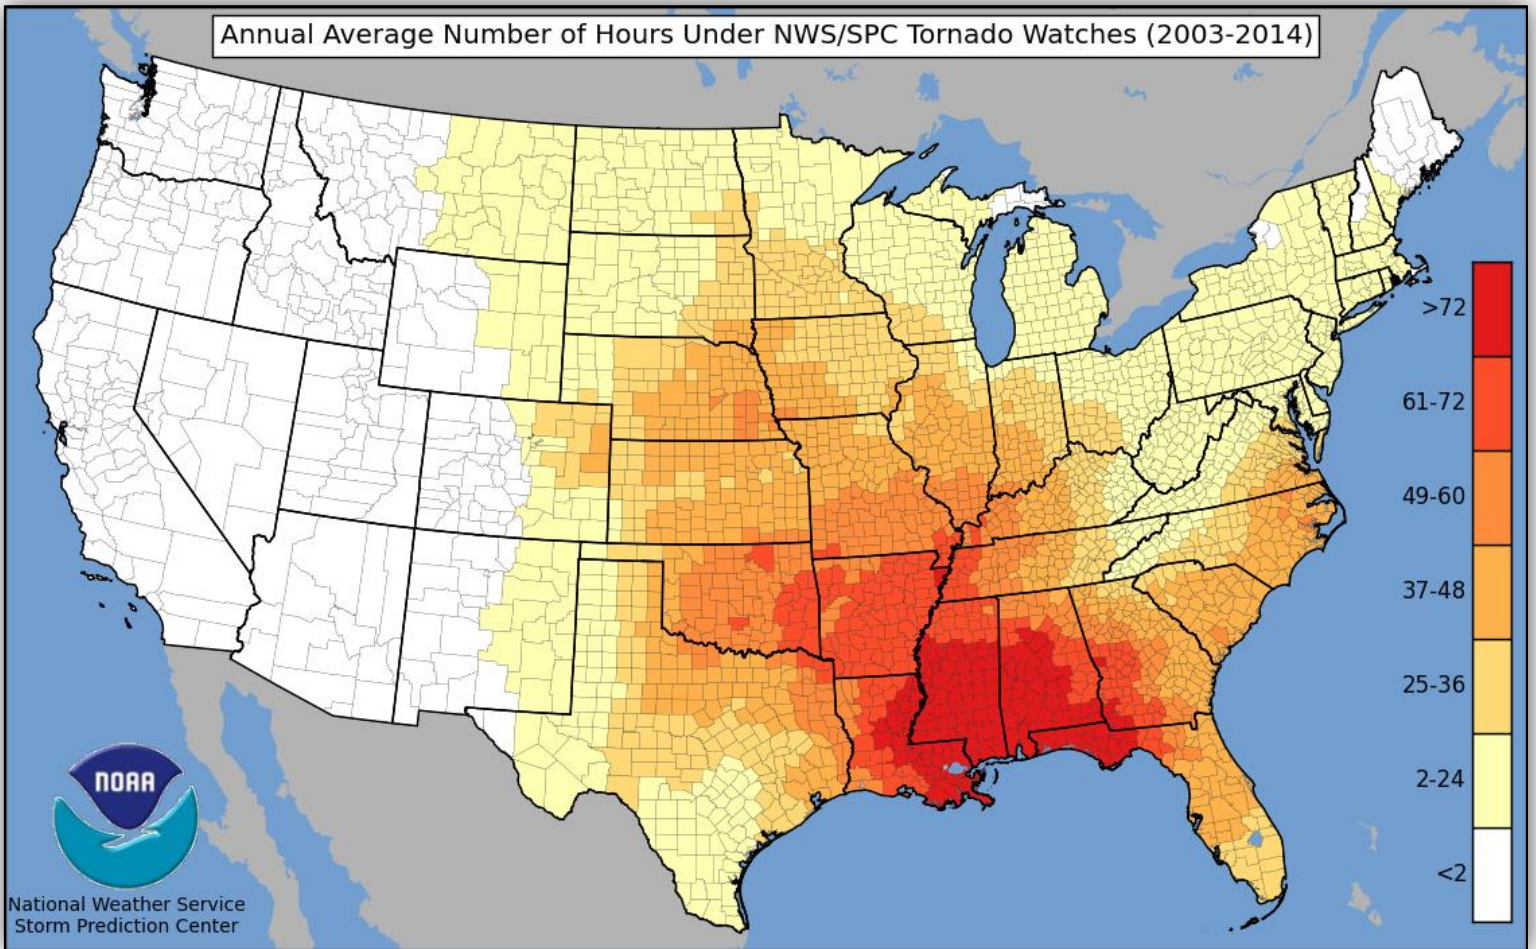 Annual Average Number of Hours Under NWS/SPC Tornado Watches (2003-2014)
>72
61-72
49-60
37-48
25-36
2-24
<2
NOAA
National Weather Service
Storm Prediction Center